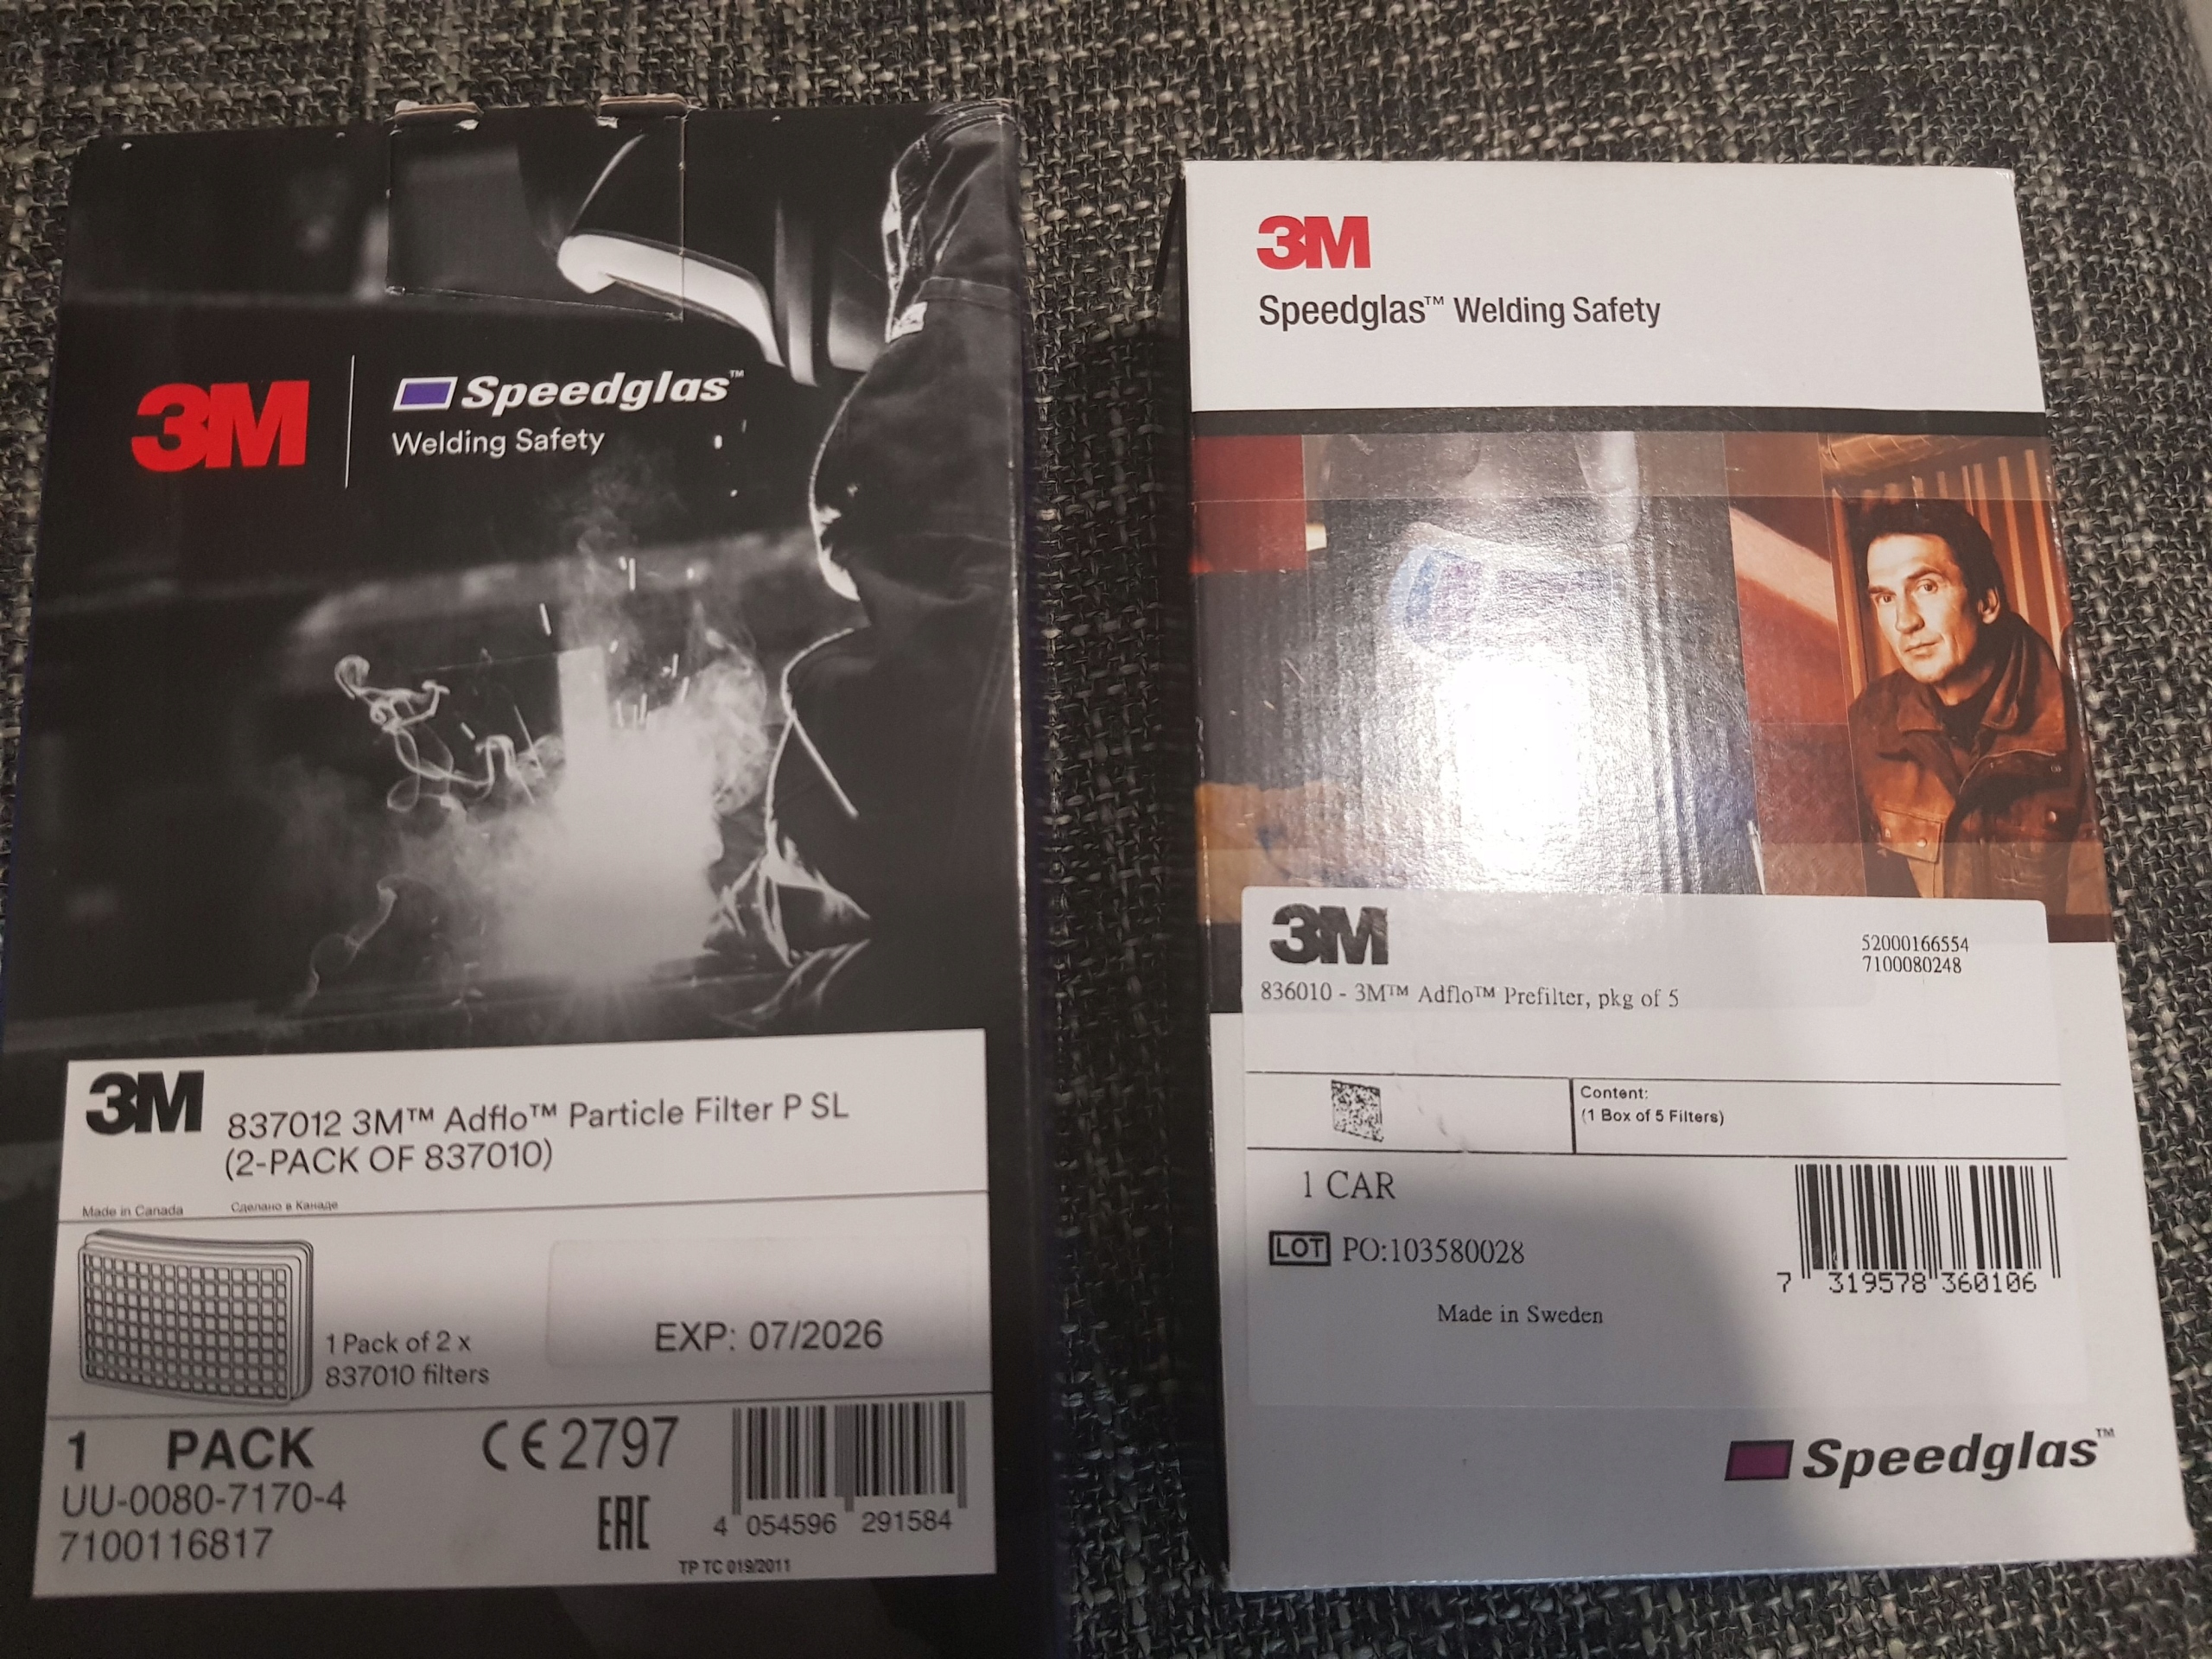 3M
Speedglas™
Welding Safety
3M
837012 3M™ Adflo™ Particle Filter P SL
(2-PACK OF 837010)
Made in Canada Сделано в Канаде
1 Pack of 2 x
837010 filters
EXP: 07/2026
1 PACK
CE 2797
UU-0080-7170-4
7100116817
EAC
4 054596 291584
TP TC 019/2011
3M
Speedglas™ Welding Safety
3M
52000166554
7100080248
836010 - 3M™ Adflo™ Prefilter, pkg of 5
Content:
(1 Box of 5 Filters)
1 CAR
LOT PO:103580028
7 319578 360106
Made in Sweden
Speedglas™